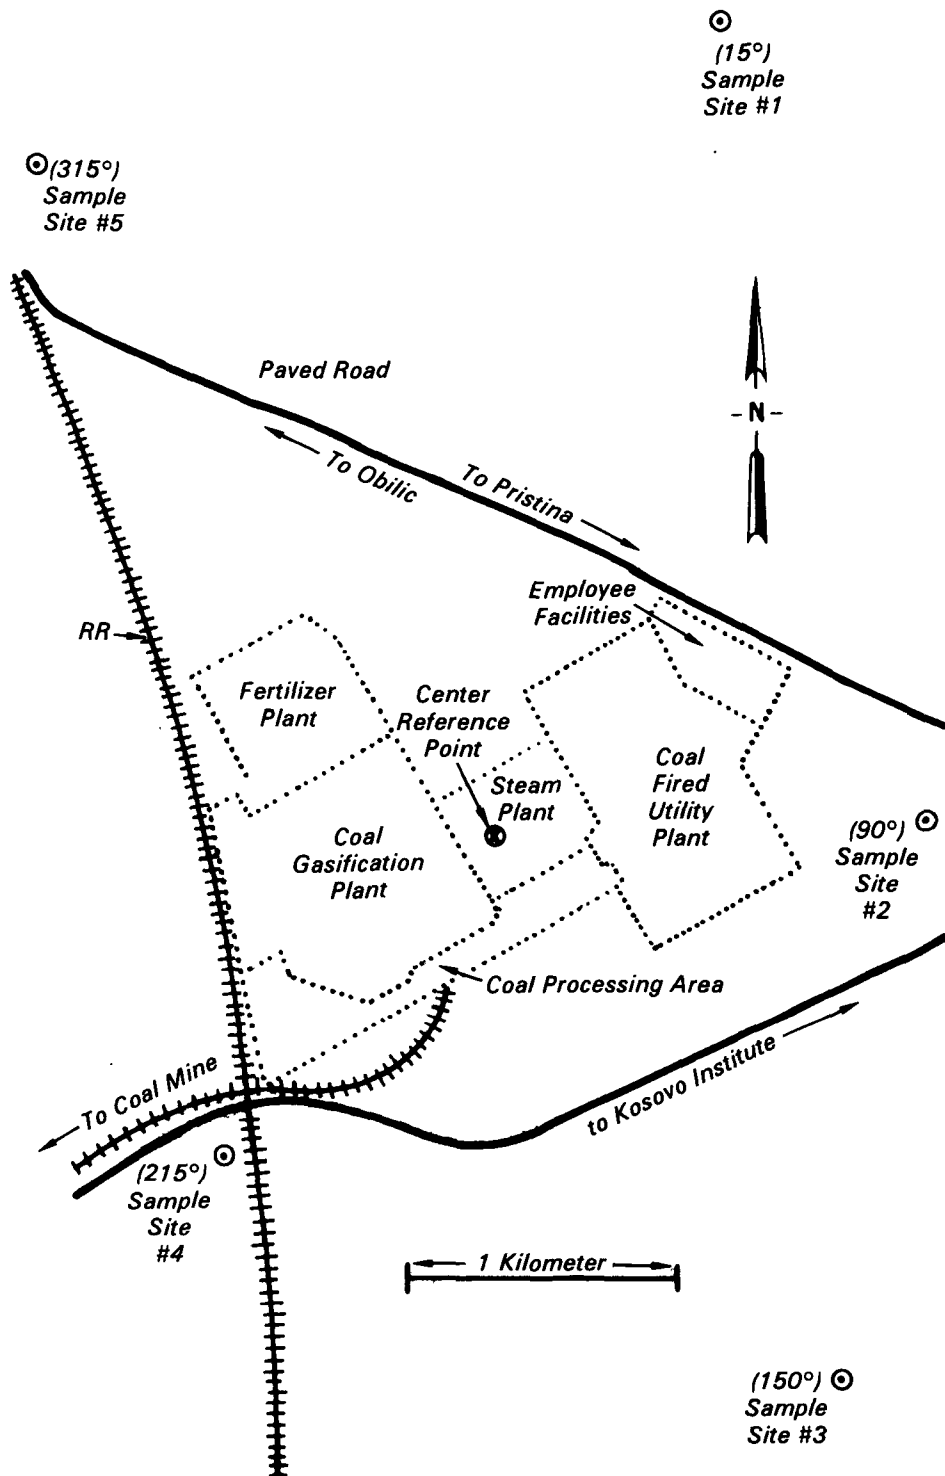 (15°)
Sample
Site #1
(315°)
Sample
Site #5
Paved Road
To Obilic
To Pristina
- N -
Employee
Facilities
RR
Fertilizer
Plant
Center
Reference
Point
Steam
Plant
Coal
Fired
Utility
Plant
Coal
Gasification
Plant
(90°)
Sample
Site
#2
Coal Processing Area
To Coal Mine
to Kosovo Institute
(215°)
Sample
Site
#4
1 Kilometer
(150°)
Sample
Site #3